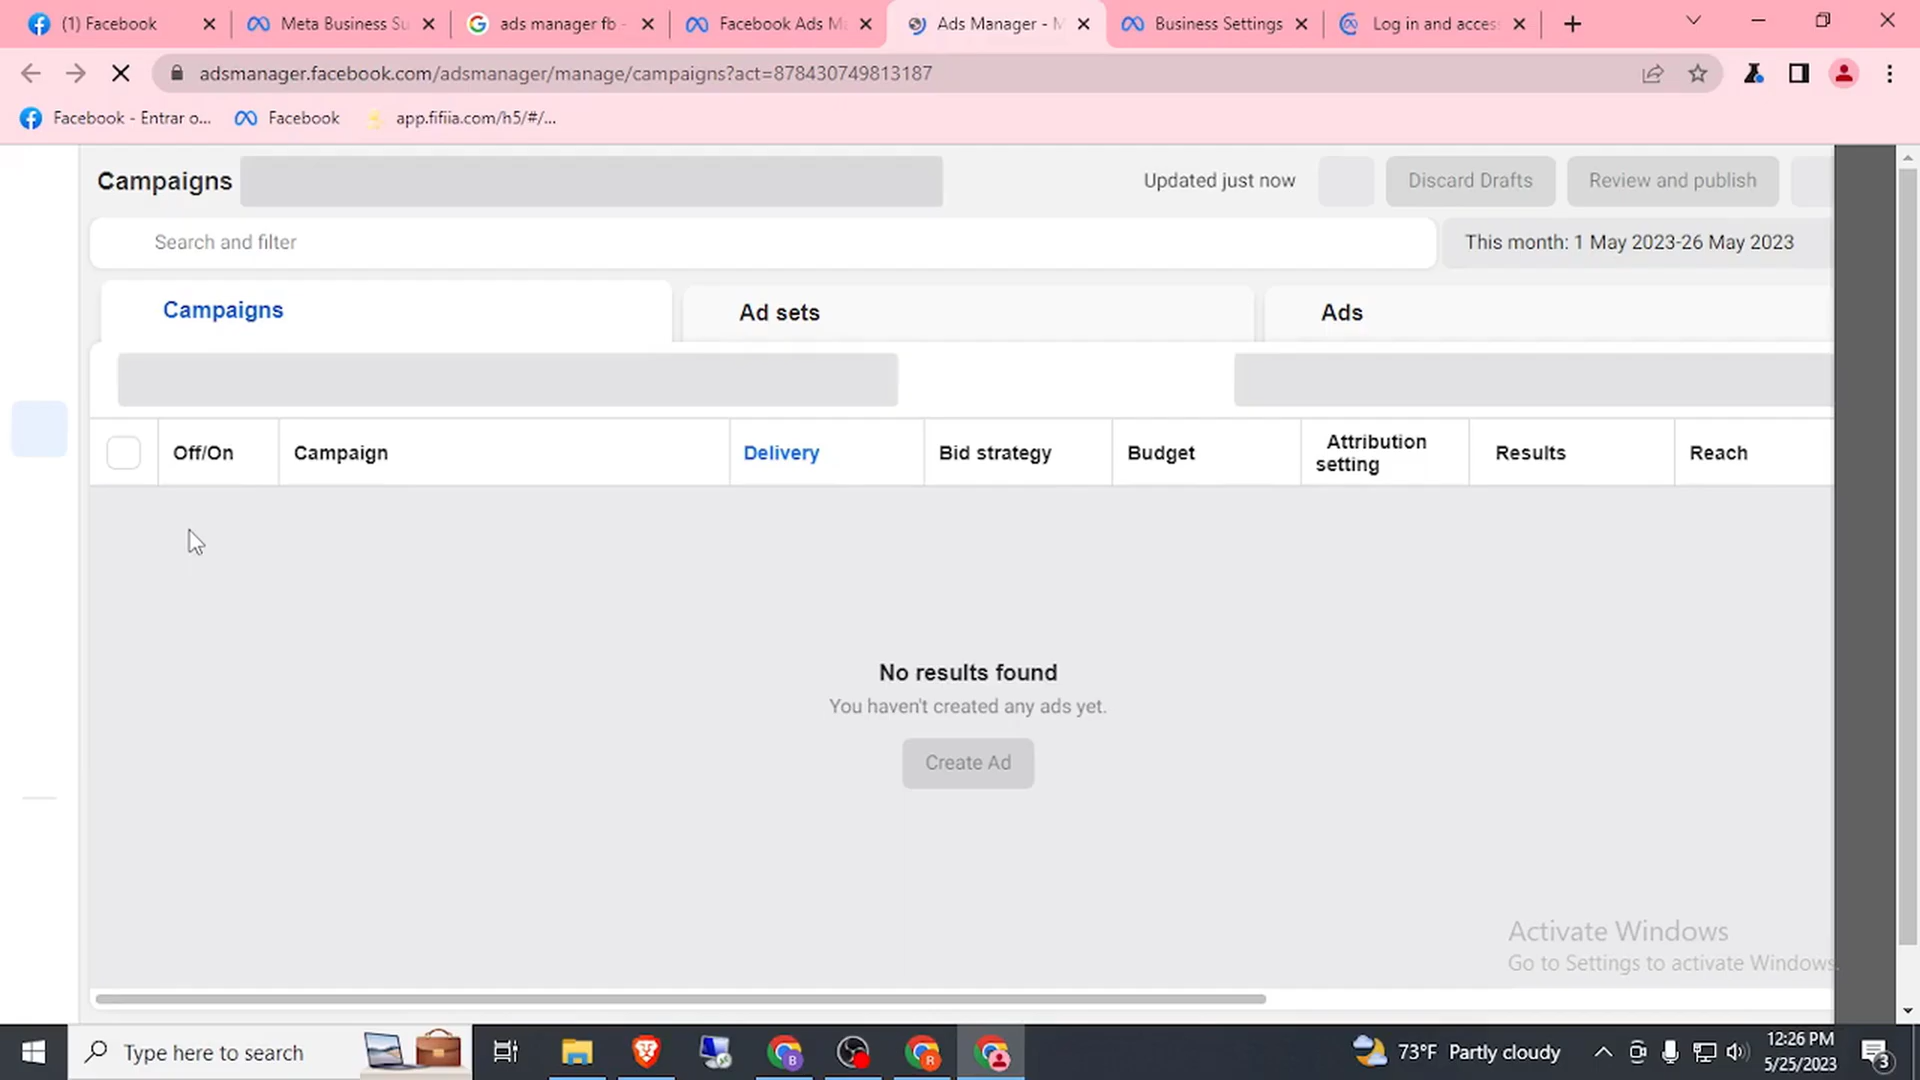 (1) Facebook
Meta Business Su
ads manager fb -
Facebook Ads Ma
Ads Manager - M
Business Settings
Log in and acces
adsmanager.facebook.com/adsmanager/manage/campaigns?act=878430749813187
Facebook - Entrar o...
Facebook
app.fifiia.com/h5/#/...
Campaigns
Updated just now
Discard Drafts
Review and publish
Search and filter
This month: 1 May 2023-26 May 2023
Campaigns
Ad sets
Ads
Off/On
Campaign
Delivery
Bid strategy
Budget
Attribution
setting
Results
Reach
No results found
You haven't created any ads yet.
Create Ad
Activate Windows
Go to Settings to activate Windows.
Type here to search
B
R
73°F Partly cloudy
12:26 PM
5/25/2023
3